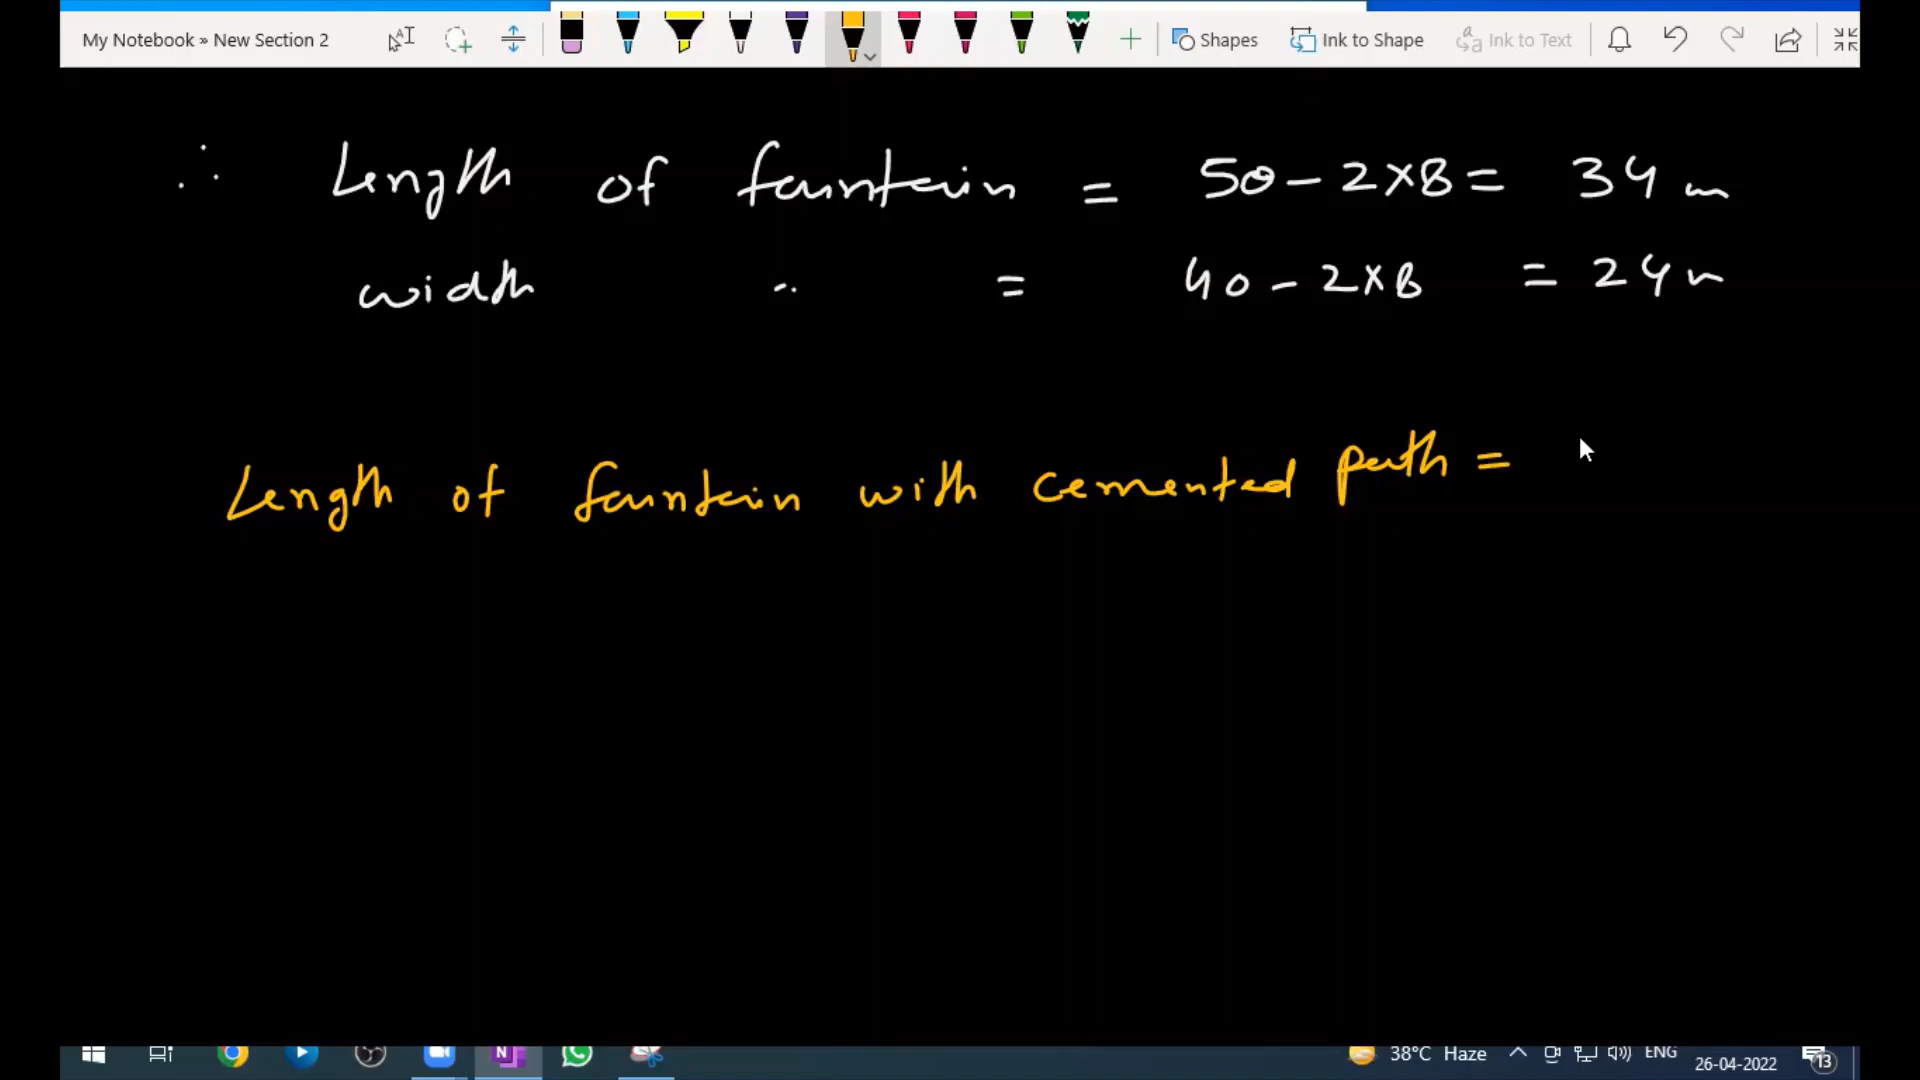 My Notebook » New Section 2 Shapes Ink to Shape Ink to Text
∴ Length of fountain = 50 - 2×8 = 34 m
width " = 40 - 2×8 = 24 m
Length of fountain with cemented path =
38°C Haze ENG 26-04-2022 13